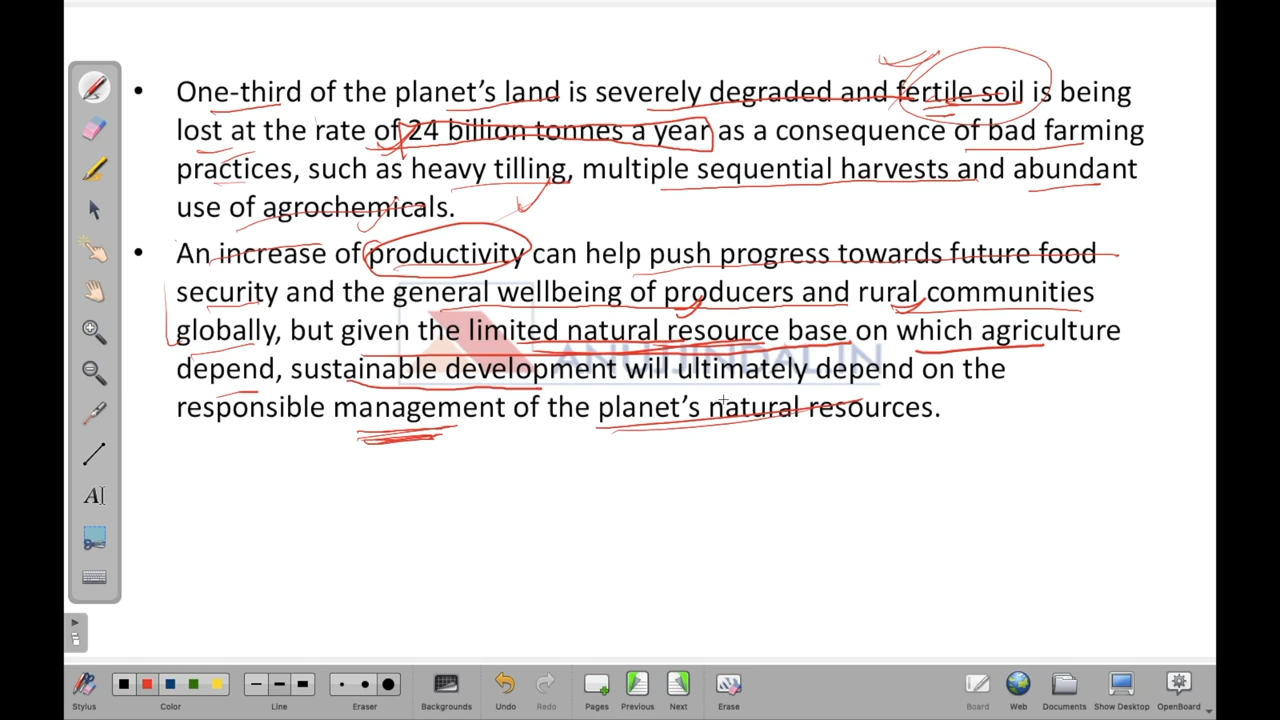 • One-third of the planet's land is severely degraded and fertile soil is being
lost at the rate of 24 billion tonnes a year as a consequence of bad farming
practices, such as heavy tilling, multiple sequential harvests and abundant
use of agrochemicals.
• An increase of productivity can help push progress towards future food
security and the general wellbeing of producers and rural communities
globally, but given the limited natural resource base on which agriculture
ANUJJINDAL.IN
depend, sustainable development will ultimately depend on the
responsible management of the planet's natural resources.
Stylus
Color
Line
Eraser
Backgrounds
Undo
Redo
Pages
Previous
Next
Erase
Board
Web
Documents
Show Desktop
OpenBoard